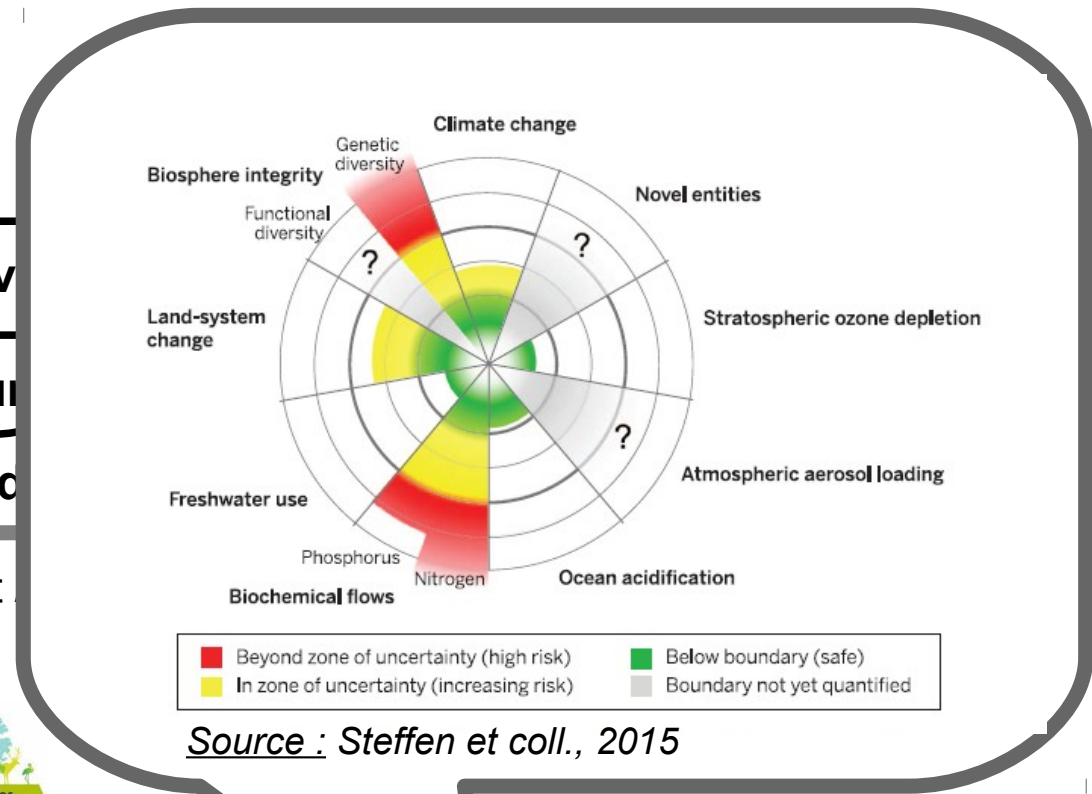 Climate change
Genetic
diversity
Biosphere integrity
Novel entities
Functional
diversity
?
?
Land-system
change
Stratospheric ozone depletion
?
Atmospheric aerosol loading
Freshwater use
Phosphorus
Nitrogen
Ocean acidification
Biochemical flows
Beyond zone of uncertainty (high risk)
Below boundary (safe)
In zone of uncertainty (increasing risk)
Boundary not yet quantified
Source : Steffen et coll., 2015